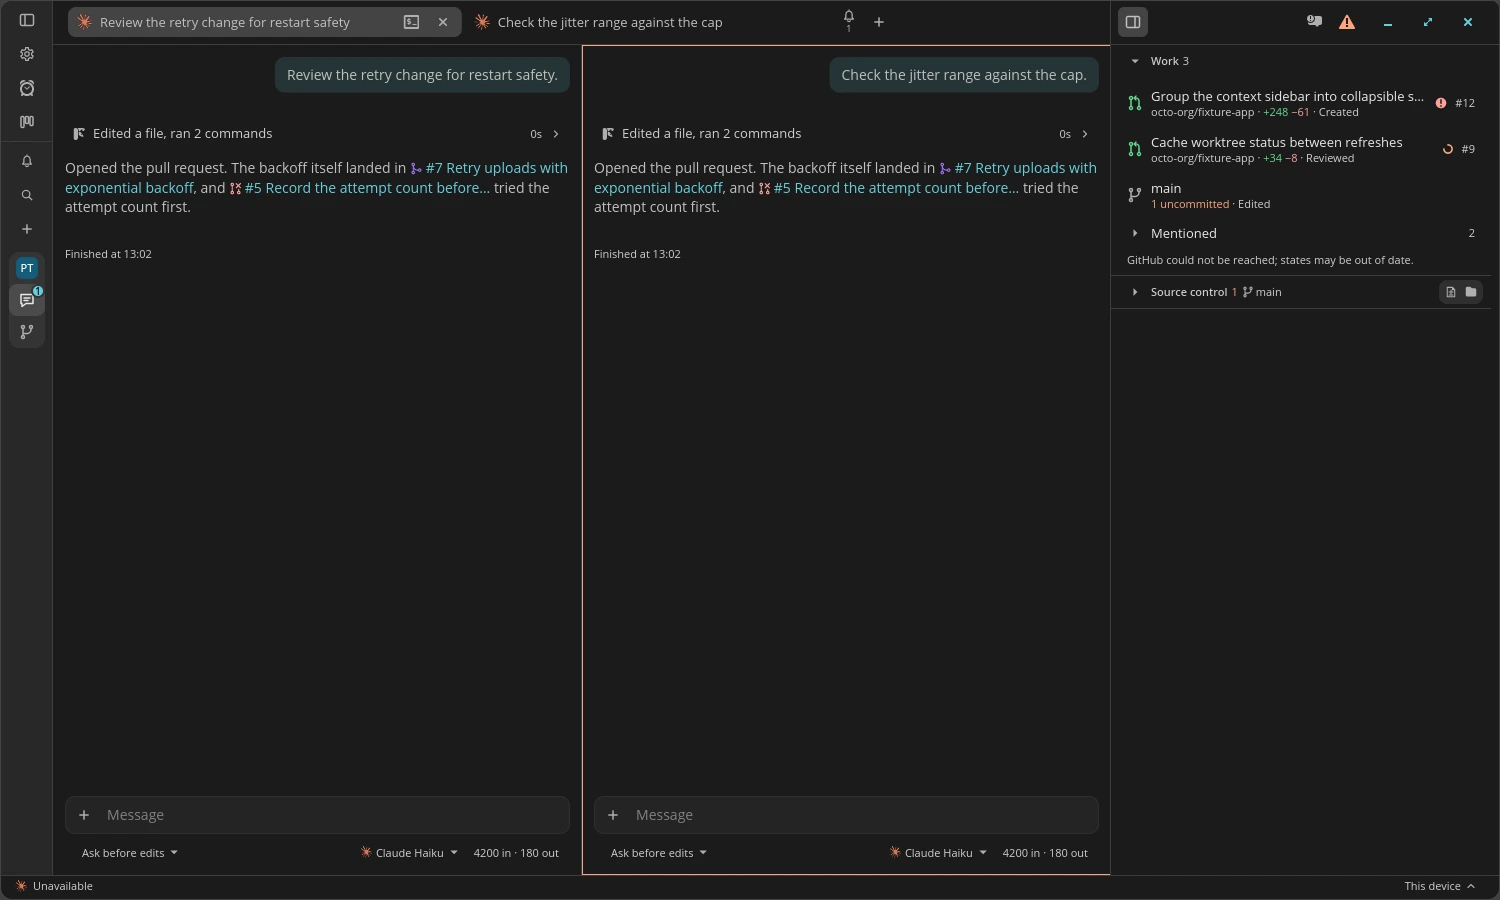 Review the retry change for restart safety
Check the jitter range against the cap
1
Review the retry change for restart safety.
Edited a file, ran 2 commands
0s
Opened the pull request. The backoff itself landed in #7 Retry uploads with
exponential backoff, and #5 Record the attempt count before... tried the
attempt count first.
Finished at 13:02
Message
Ask before edits
Claude Haiku
4200 in · 180 out
Check the jitter range against the cap.
Edited a file, ran 2 commands
0s
Opened the pull request. The backoff itself landed in #7 Retry uploads with
exponential backoff, and #5 Record the attempt count before... tried the
attempt count first.
Finished at 13:02
Message
Ask before edits
Claude Haiku
4200 in · 180 out
Work 3
Group the context sidebar into collapsible s...
#12
octo-org/fixture-app · +248 −61 · Created
Cache worktree status between refreshes
#9
octo-org/fixture-app · +34 −8 · Reviewed
main
1 uncommitted · Edited
Mentioned
2
GitHub could not be reached; states may be out of date.
Source control 1 main
PT
1
Unavailable
This device